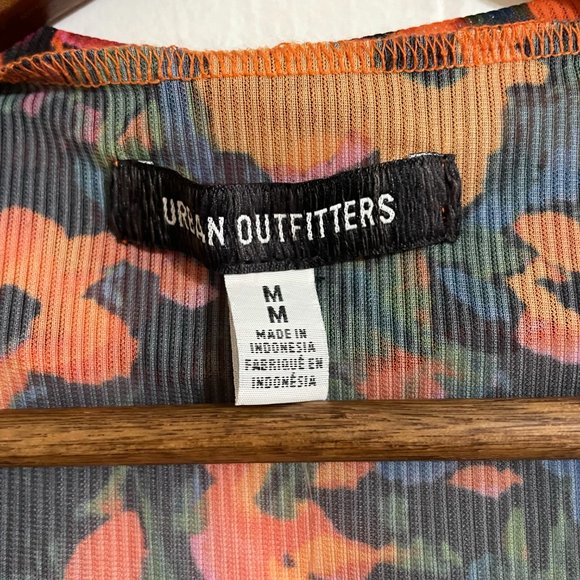 URBAN OUTFITTERS
M
M
MADE IN
INDONESIA
FABRIQUÉ EN
INDONÉSIA